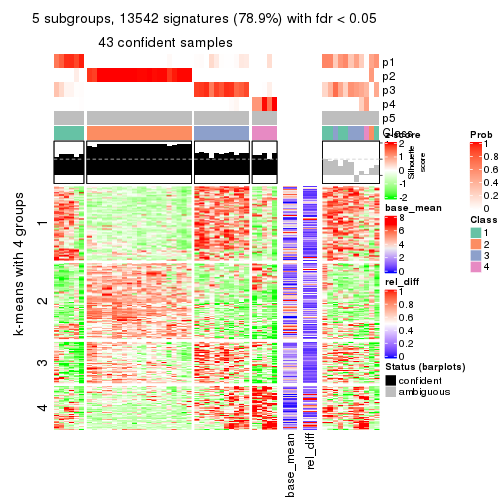 5 subgroups, 13542 signatures (78.9%) with fdr < 0.05
43 confident samples
p1
p2
p3
p4
p5
Class
z-score
2
1
0
-1
-2
Silhouette
score
Prob
1
0.8
0.6
0.4
0.2
0
base_mean
8
6
4
2
0
Class
1
2
3
4
rel_diff
1
0.8
0.6
0.4
0.2
0
Status (barplots)
confident
ambiguous
k-means with 4 groups
1
2
3
4
base_mean
rel_diff